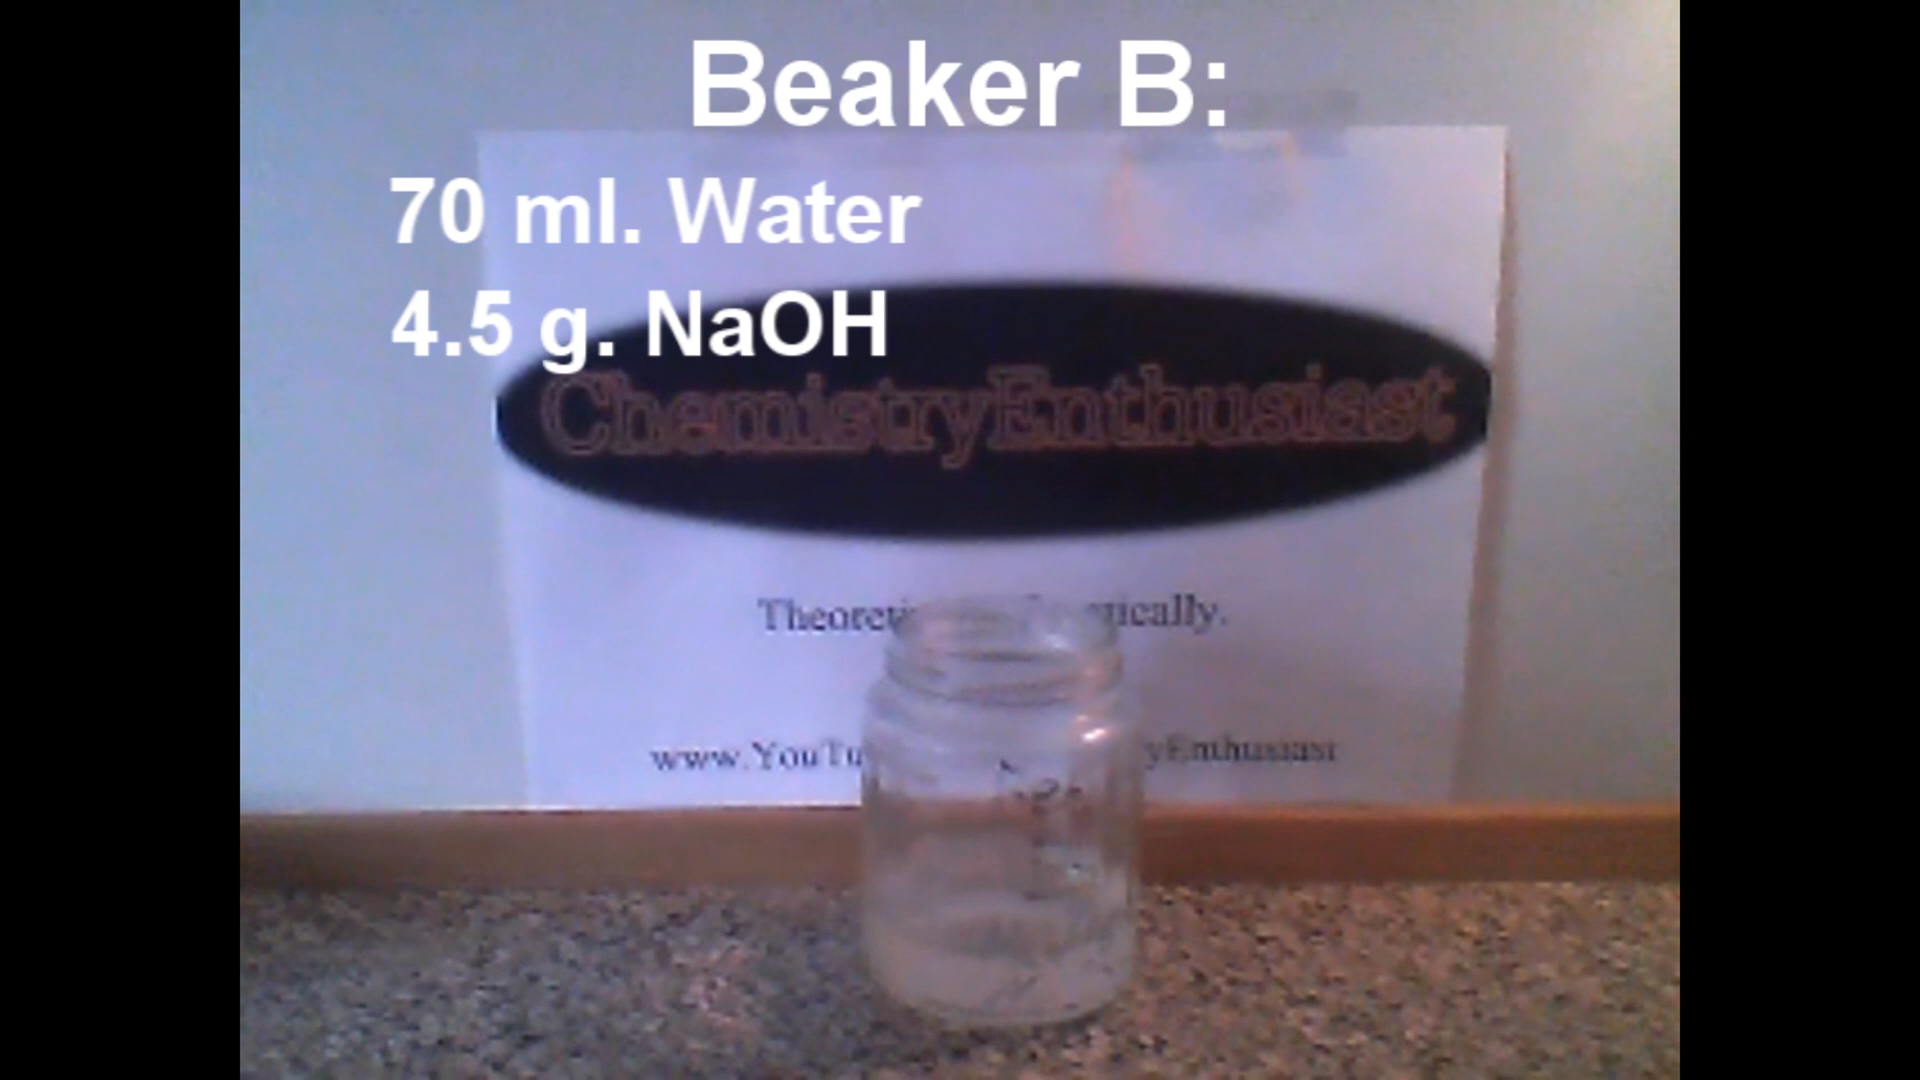 Beaker B:
70 ml. Water
4.5 g. NaOH
ChemistryEnthusiast